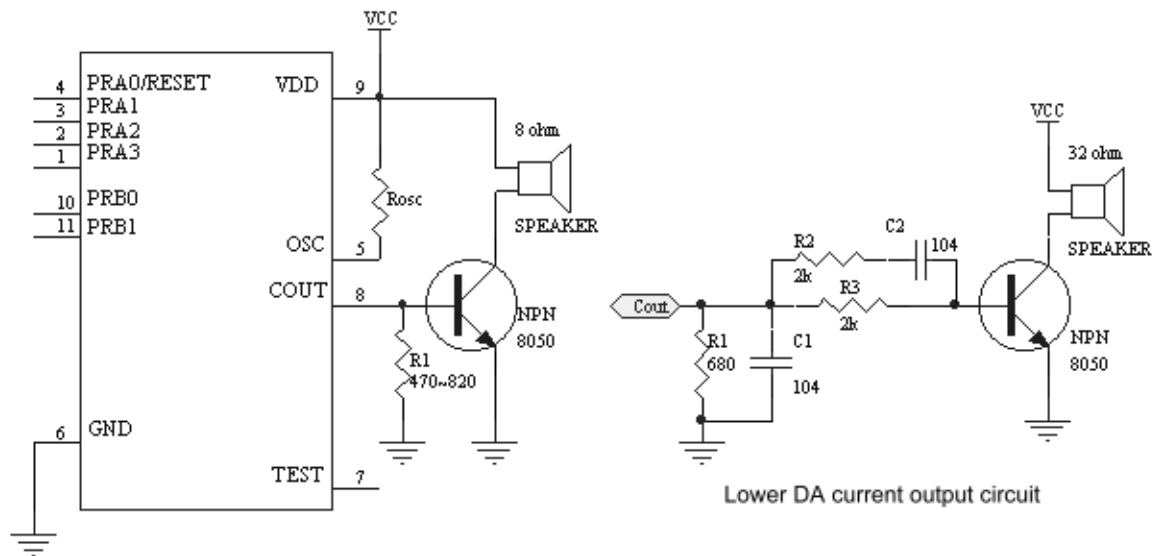 VCC
4 PRA0/RESET VDD 9
3 PRA1
2 PRA2
1 PRA3
10 PRB0
11 PRB1
Rosc
OSC 5
COUT 8
8 ohm
SPEAKER
NPN
8050
R1
470~820
6 GND
TEST 7
VCC
32 ohm
SPEAKER
C2
104
R2
2k
R3
2k
Cout
R1
680
C1
104
NPN
8050
Lower DA current output circuit